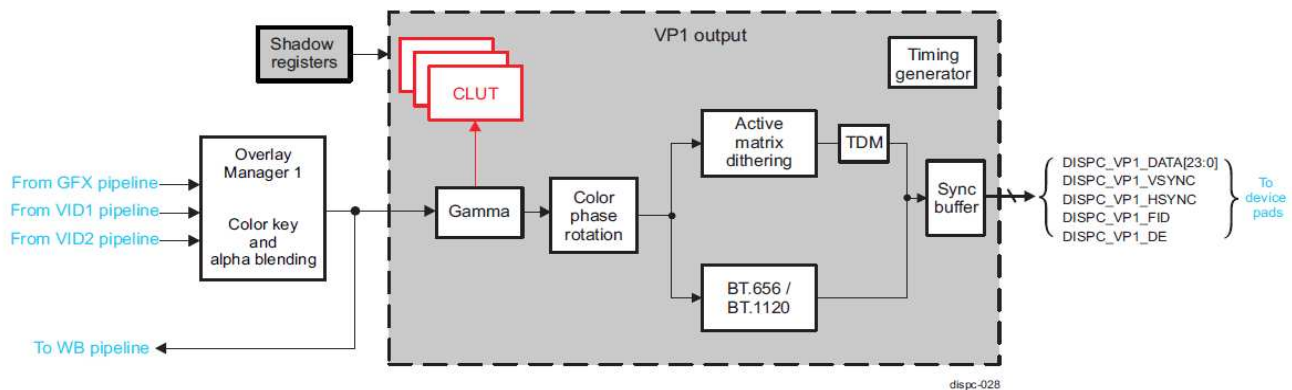 Shadow
registers
VP1 output
Timing
generator
CLUT
Overlay
Manager 1
Color key
and
alpha blending
From GFX pipeline
From VID1 pipeline
From VID2 pipeline
To WB pipeline
Gamma
Color
phase
rotation
Active
matrix
dithering
TDM
BT.656 /
BT.1120
Sync
buffer
DISPC_VP1_DATA[23:0]
DISPC_VP1_VSYNC
DISPC_VP1_HSYNC
DISPC_VP1_FID
DISPC_VP1_DE
To
device
pads
dispc-028